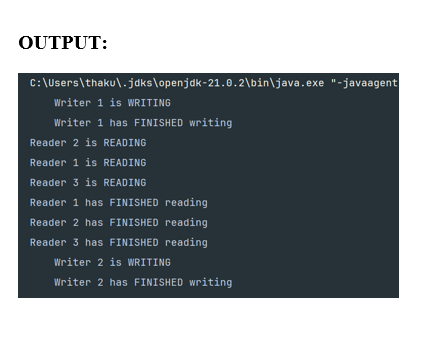 OUTPUT:
C:\Users\thaku\.jdks\openjdk-21.0.2\bin\java.exe "-javaagent
Writer 1 is WRITING
Writer 1 has FINISHED writing
Reader 2 is READING
Reader 1 is READING
Reader 3 is READING
Reader 1 has FINISHED reading
Reader 2 has FINISHED reading
Reader 3 has FINISHED reading
Writer 2 is WRITING
Writer 2 has FINISHED writing